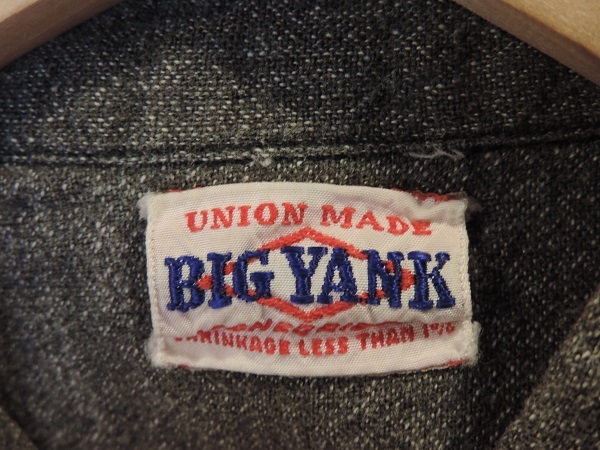 UNION MADE
BIG YANK
SHRINKAGE LESS THAN 1%